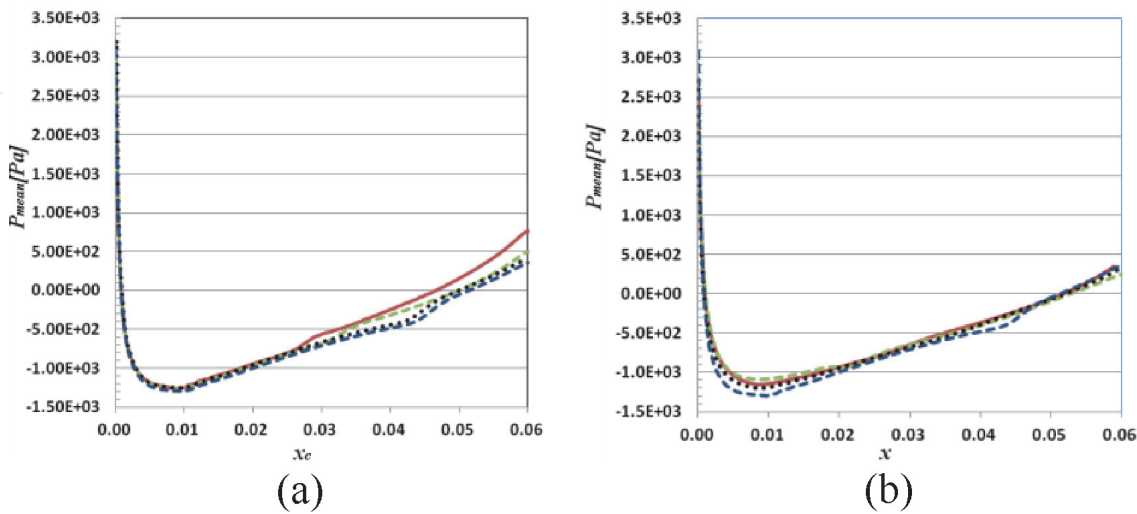 3.50E+03
3.00E+03
2.50E+03
2.00E+03
1.50E+03
1.00E+03
5.00E+02
0.00E+00
-5.00E+02
-1.00E+03
-1.50E+03
Pmean[Pa]
0.00 0.01 0.02 0.03 0.04 0.05 0.06
xc
(a)
3.5E+03
3.0E+03
2.5E+03
2.0E+03
1.5E+03
1.0E+03
5.0E+02
0.0E+00
-5.0E+02
-1.0E+03
-1.5E+03
Pmean[Pa]
0.00 0.01 0.02 0.03 0.04 0.05 0.06
x
(b)